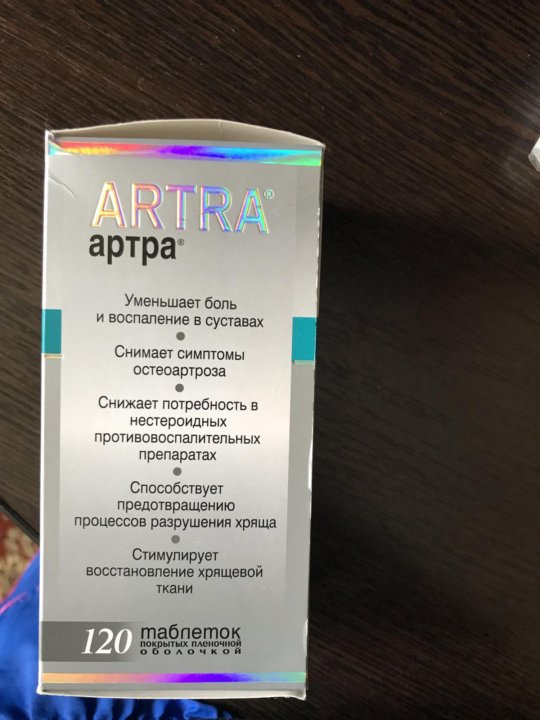 ARTRA®
артра®
Уменьшает боль
и воспаление в суставах
Снимает симптомы
остеоартроза
Снижает потребность в
нестероидных
противовоспалительных
препаратах
Способствует
предотвращению
процессов разрушения хряща
Стимулирует
восстановление хрящевой
ткани
120 таблеток
покрытых пленочной
оболочкой